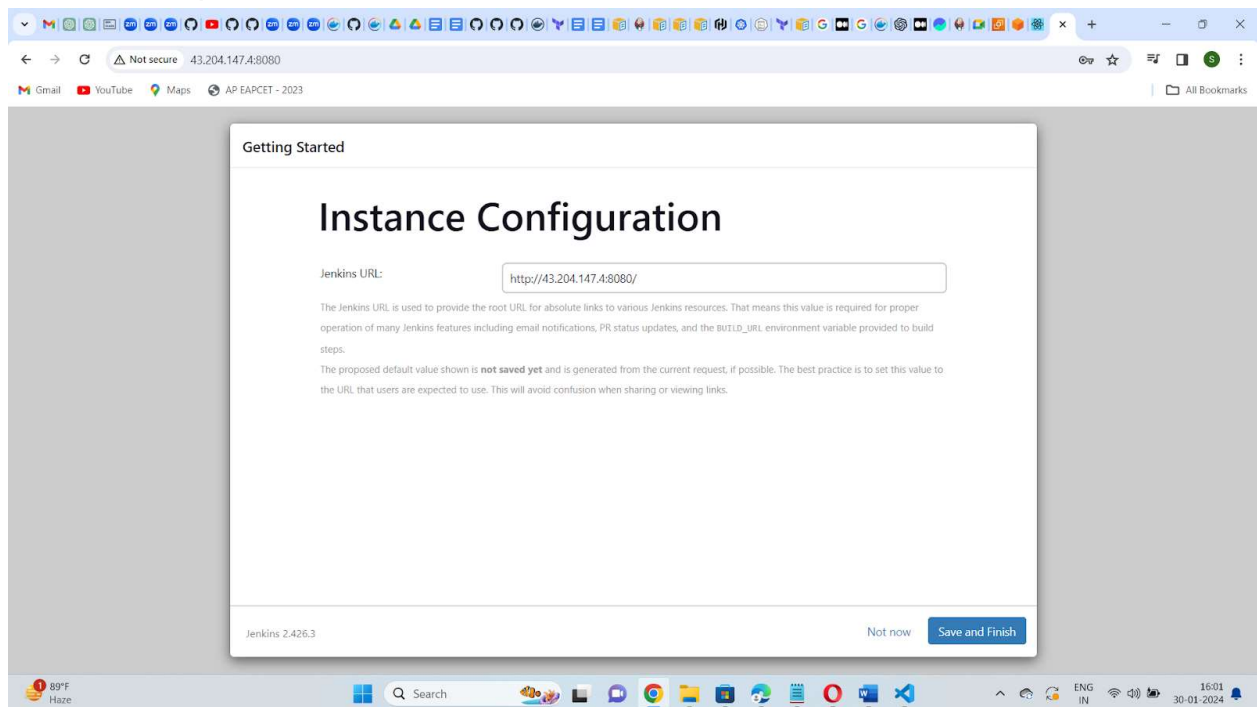 Not secure 43.204.147.4:8080
S
Gmail YouTube Maps AP EAPCET - 2023 All Bookmarks
Getting Started
Instance Configuration
Jenkins URL: http://43.204.147.4:8080/
The Jenkins URL is used to provide the root URL for absolute links to various Jenkins resources. That means this value is required for proper
operation of many Jenkins features including email notifications, PR status updates, and the BUILD_URL environment variable provided to build
steps.
The proposed default value shown is not saved yet and is generated from the current request, if possible. The best practice is to set this value to
the URL that users are expected to use. This will avoid confusion when sharing or viewing links.
Jenkins 2.426.3 Not now Save and Finish
1
89°F
Haze
Search
ENG
IN
16:01
30-01-2024